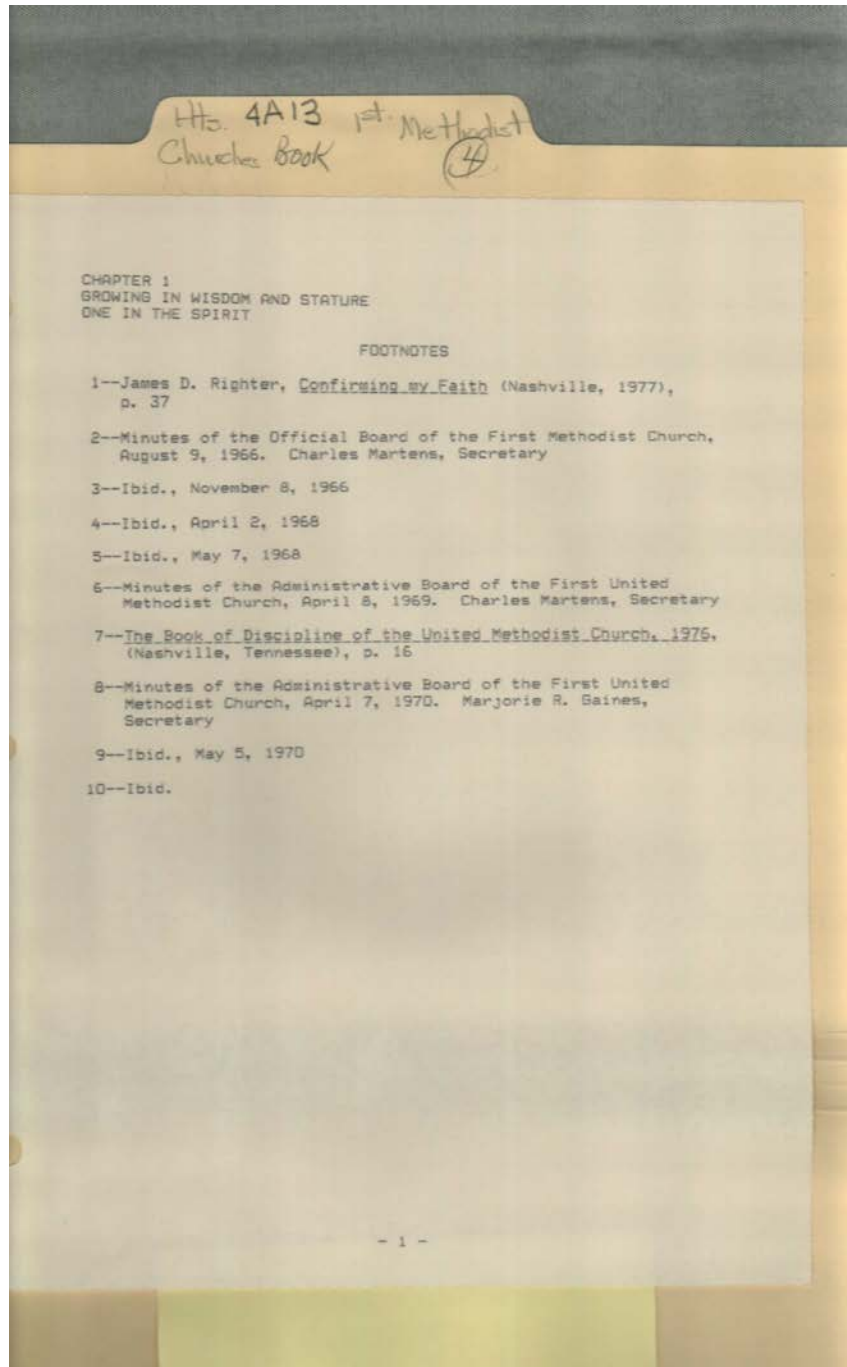 Hts. 4A13 1st. Methodist
Churches Book 4
CHAPTER 1
GROWING IN WISDOM AND STATURE
ONE IN THE SPIRIT
FOOTNOTES
1--James D. Righter, Confirming my Faith (Nashville, 1977),
p. 37
2--Minutes of the Official Board of the First Methodist Church,
August 9, 1966. Charles Martens, Secretary
3--Ibid., November 8, 1966
4--Ibid., April 2, 1968
5--Ibid., May 7, 1968
6--Minutes of the Administrative Board of the First United
Methodist Church, April 8, 1969. Charles Martens, Secretary
7--The Book of Discipline of the United Methodist Church, 1976,
(Nashville, Tennessee), p. 16
8--Minutes of the Administrative Board of the First United
Methodist Church, April 7, 1970. Marjorie R. Gaines,
Secretary
9--Ibid., May 5, 1970
10--Ibid.
- 1 -